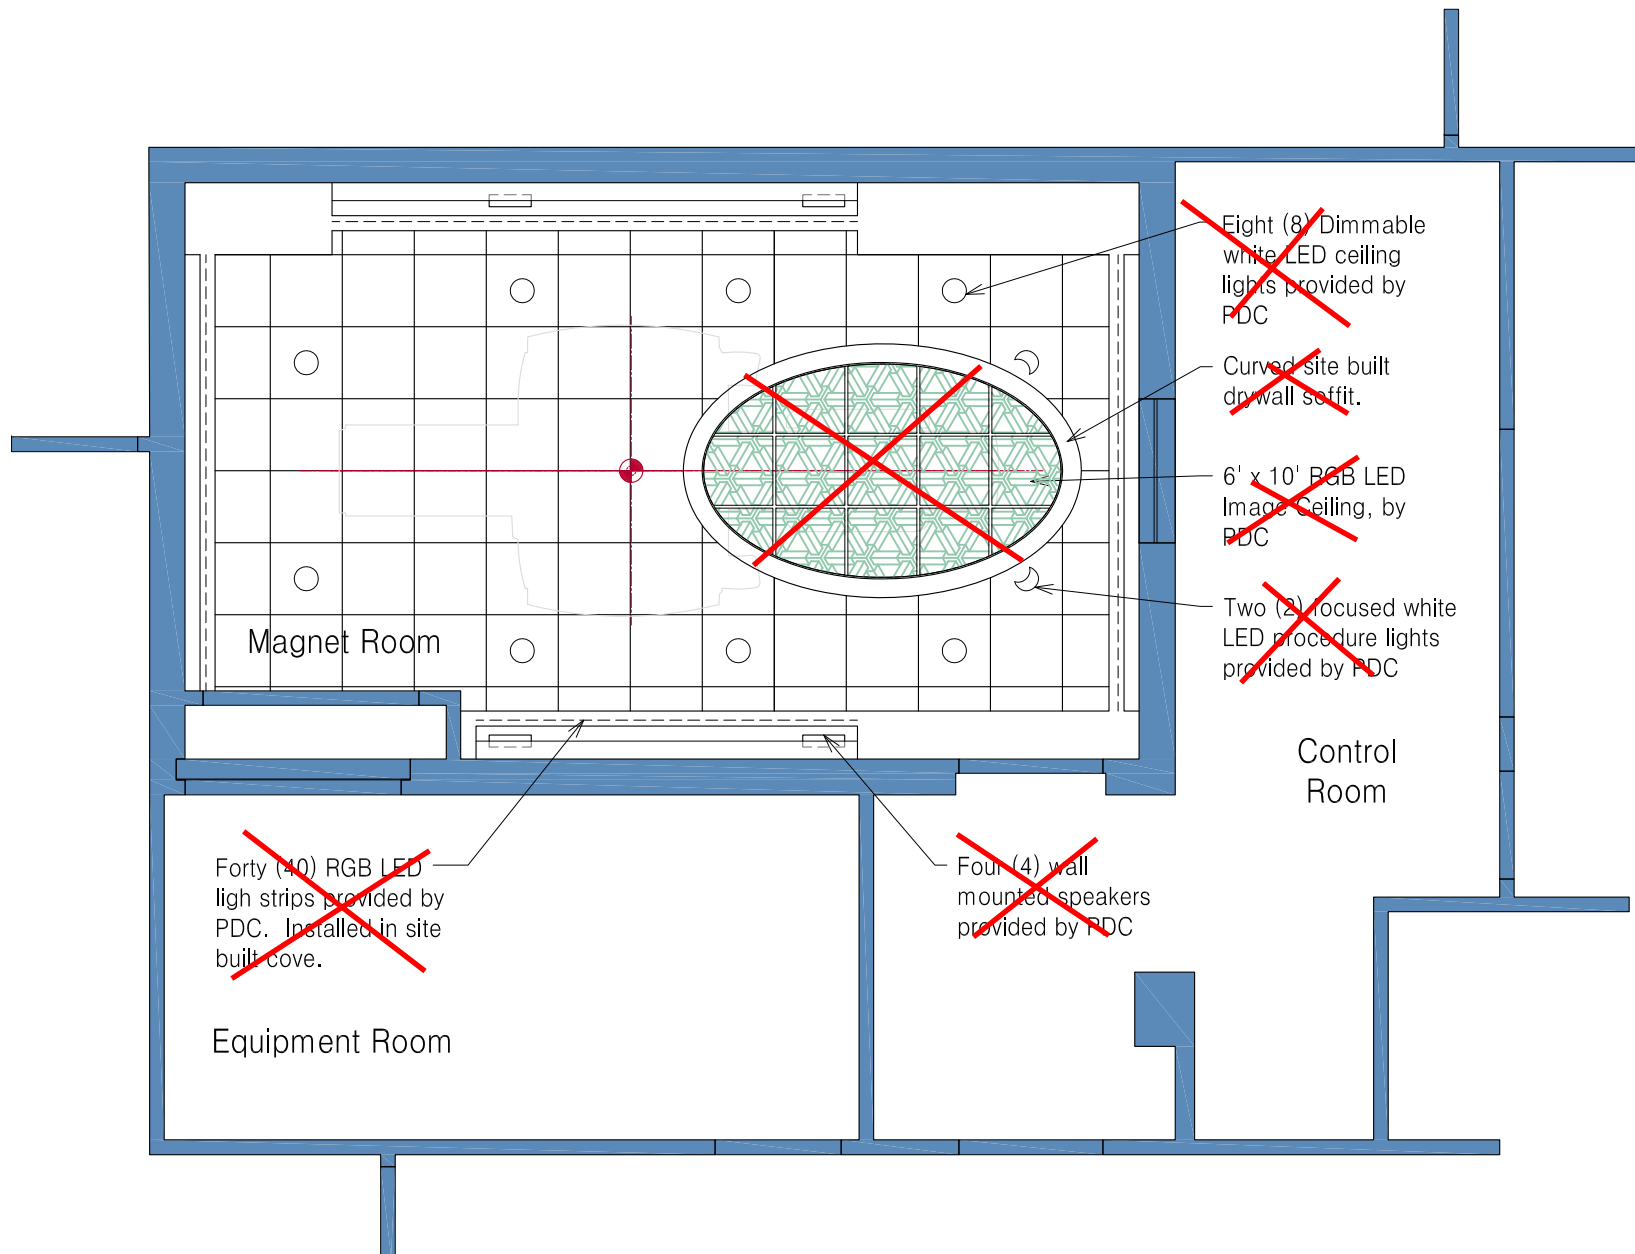 Eight (8) Dimmable
white LED ceiling
lights provided by
PDC
Curved site built
drywall soffit.
6' x 10' RGB LED
Image Ceiling, by
PDC
Two (2) focused white
LED procedure lights
provided by PDC
Magnet Room
Control
Room
Forty (40) RGB LED
ligh strips provided by
PDC. Installed in site
built cove.
Four (4) wall
mounted speakers
provided by PDC
Equipment Room